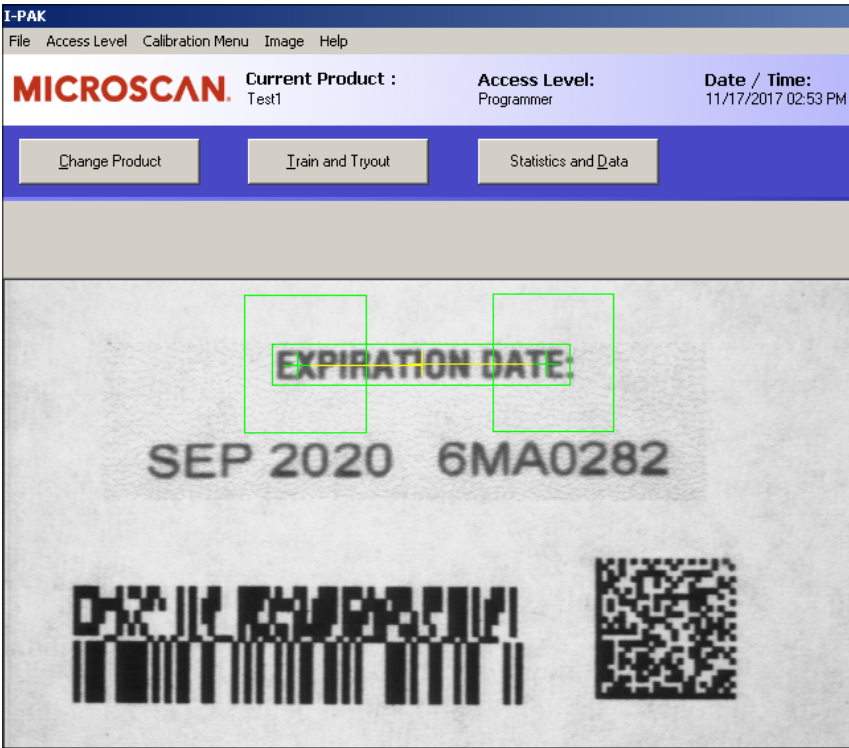 I-PAK
File Access Level Calibration Menu Image Help
MICROSCAN. Current Product : Access Level: Date / Time:
Test1 Programmer 11/17/2017 02:53 PM
Change Product Train and Tryout Statistics and Data
EXPIRATION DATE:
SEP 2020 6MA0282